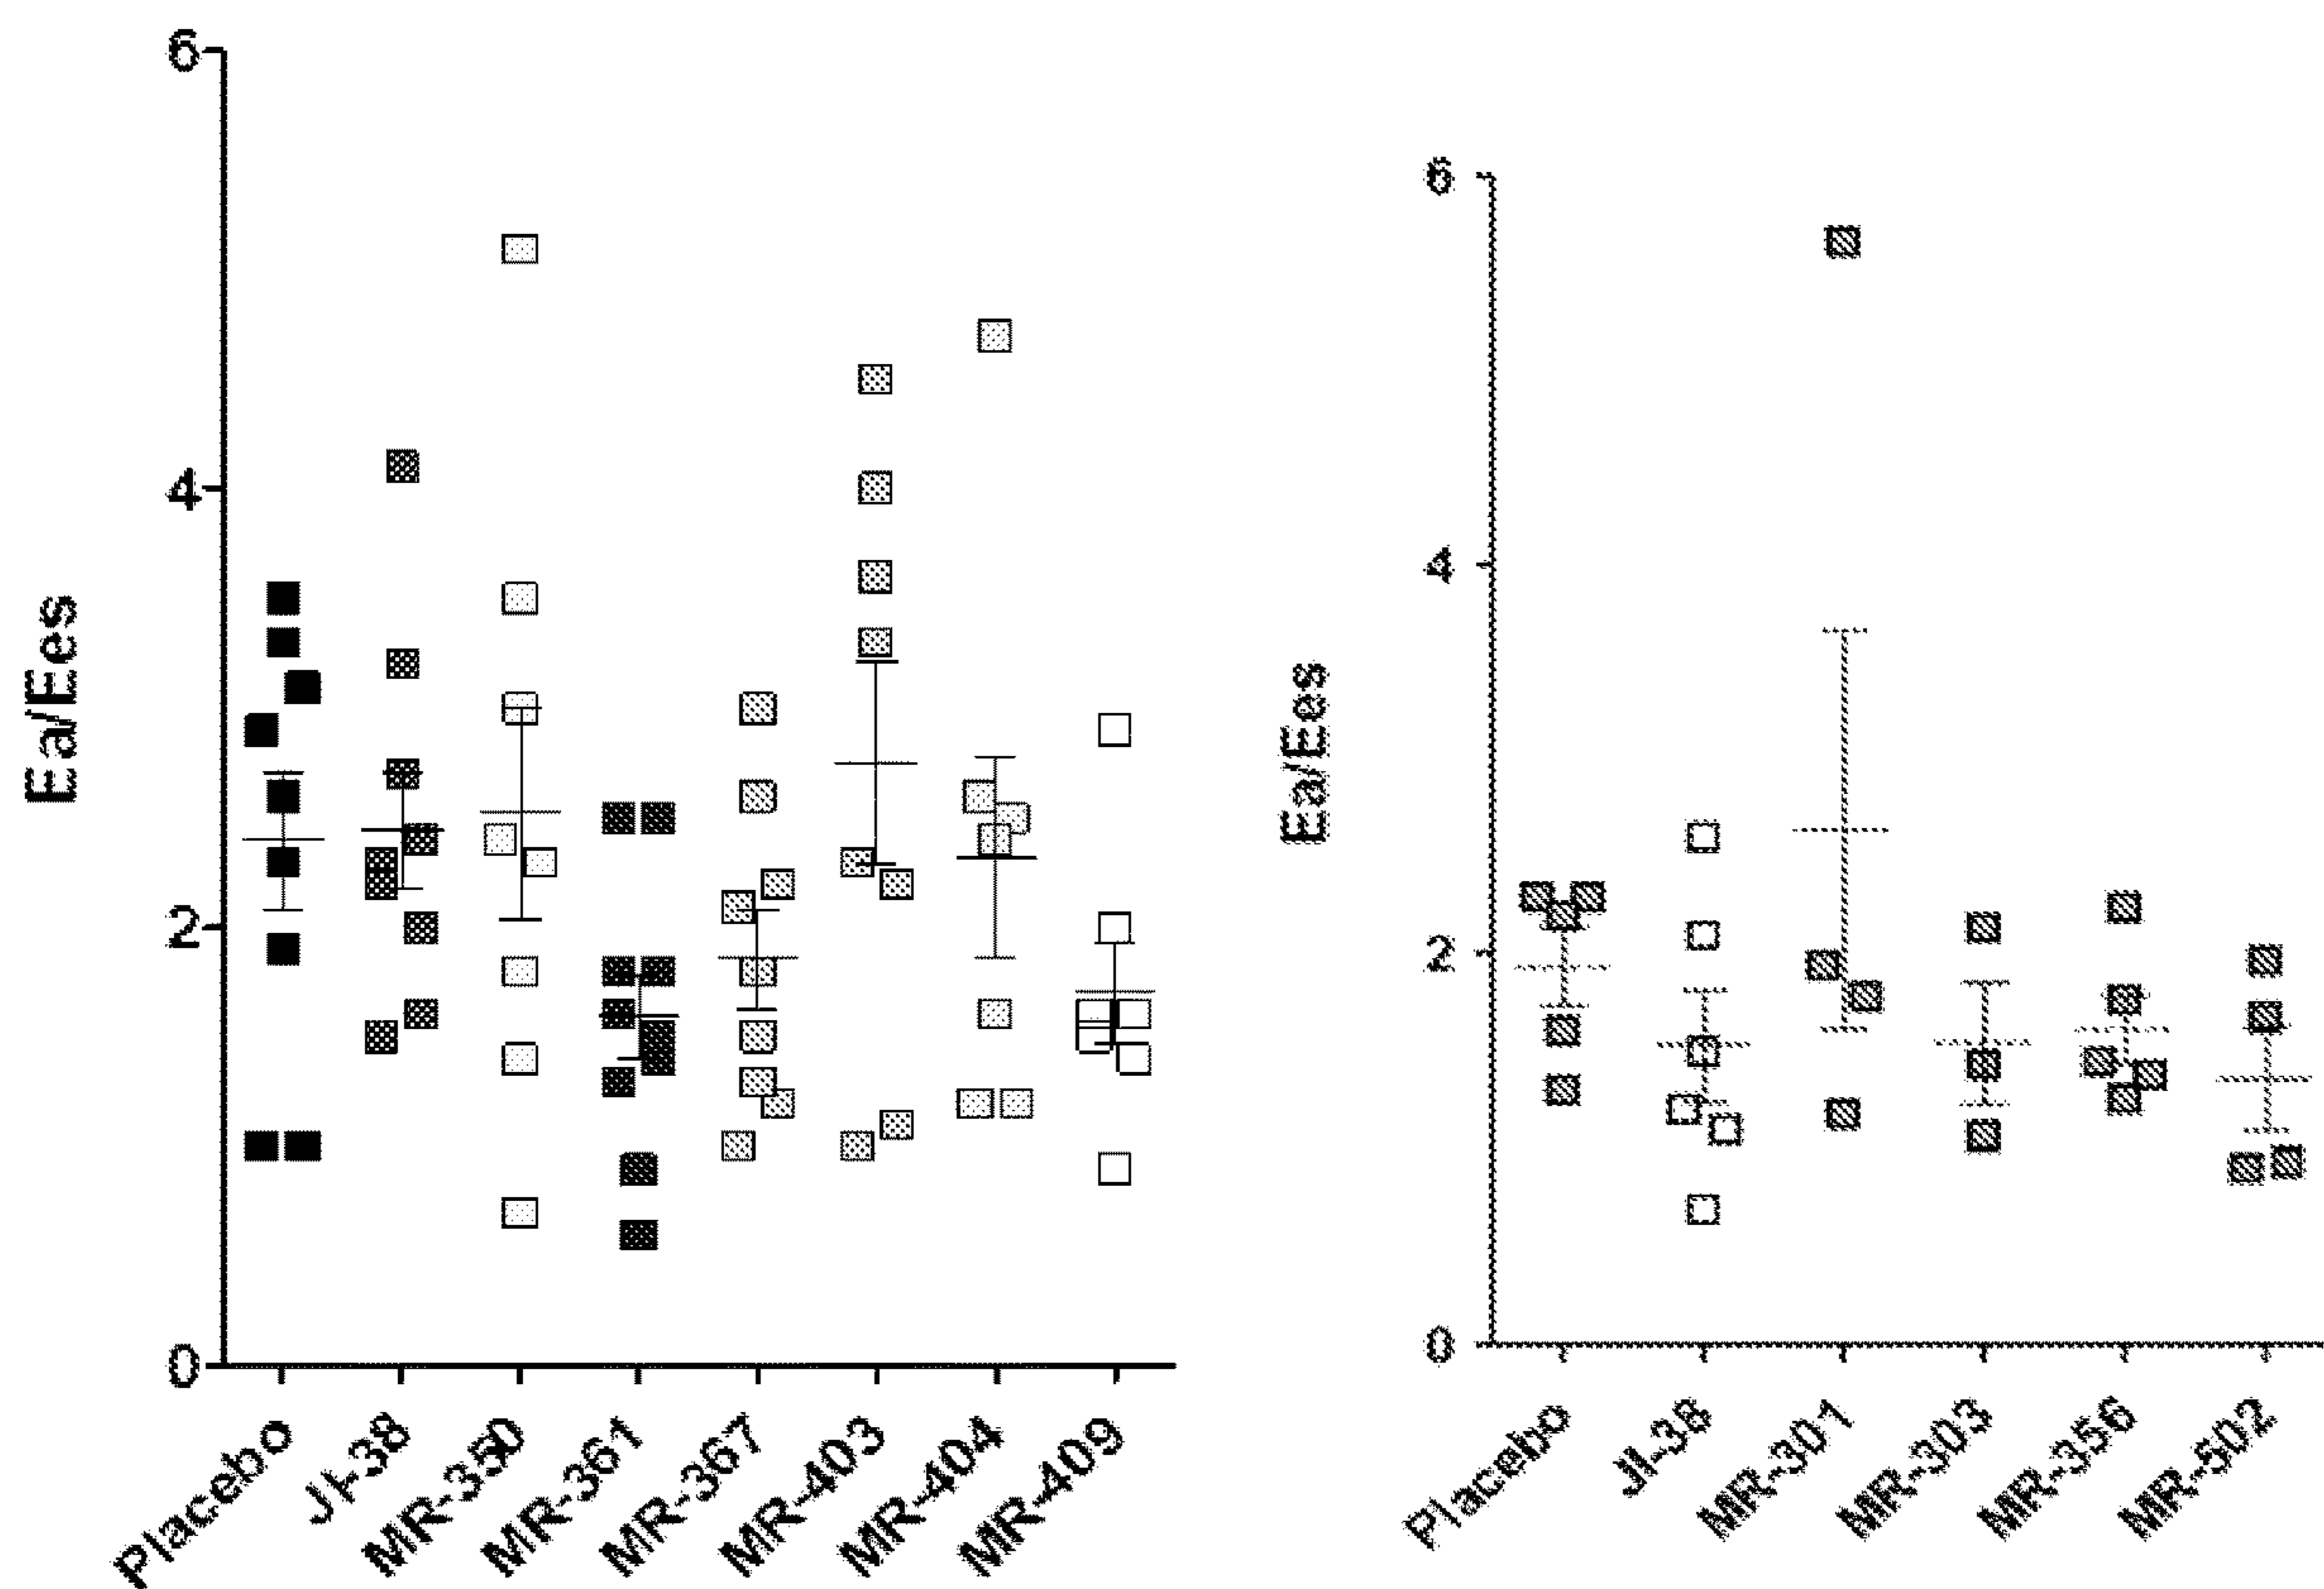 Ea/Ees
6
4
2
0
Placebo
JI-38
MR-350
MR-361
MR-367
MR-403
MR-404
MR-409
Ea/Ees
6
4
2
0
Placebo
JI-38
MR-301
MR-303
MR-356
MR-502